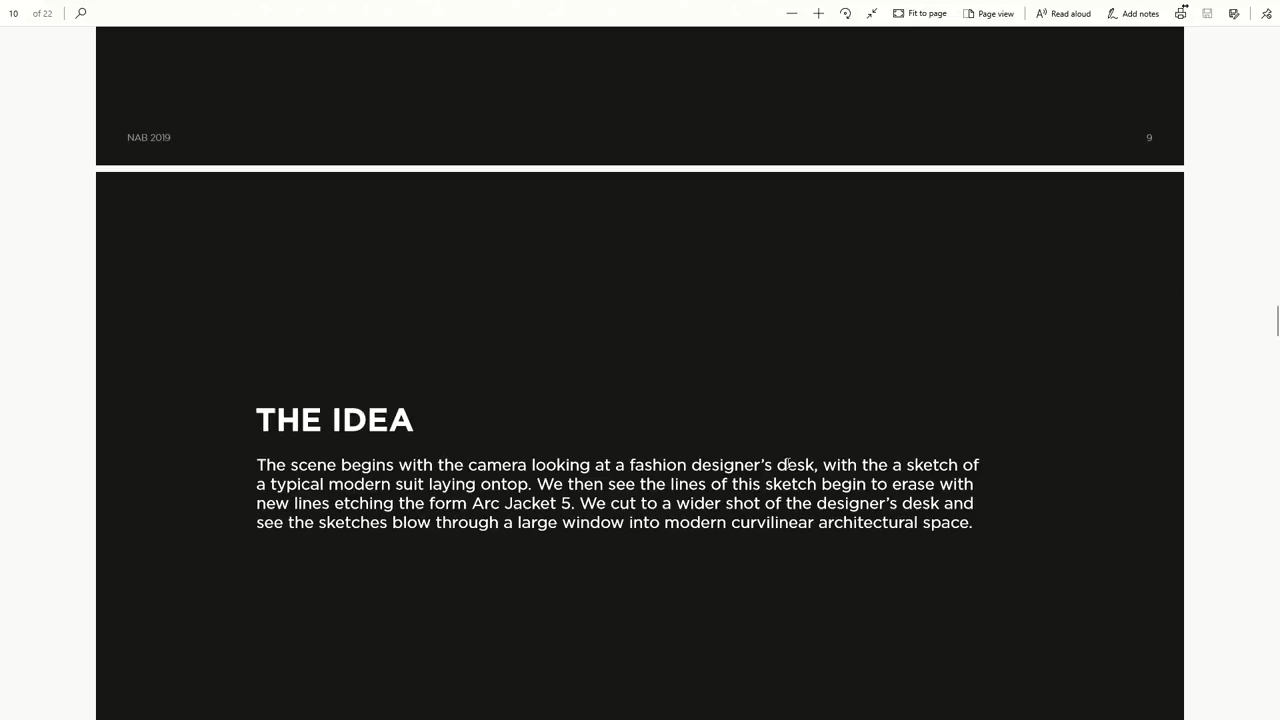 10 of 22 Fit to page Page view Read aloud Add notes
NAB 2019 9
THE IDEA
The scene begins with the camera looking at a fashion designer's desk, with the a sketch of
a typical modern suit laying ontop. We then see the lines of this sketch begin to erase with
new lines etching the form Arc Jacket 5. We cut to a wider shot of the designer's desk and
see the sketches blow through a large window into modern curvilinear architectural space.